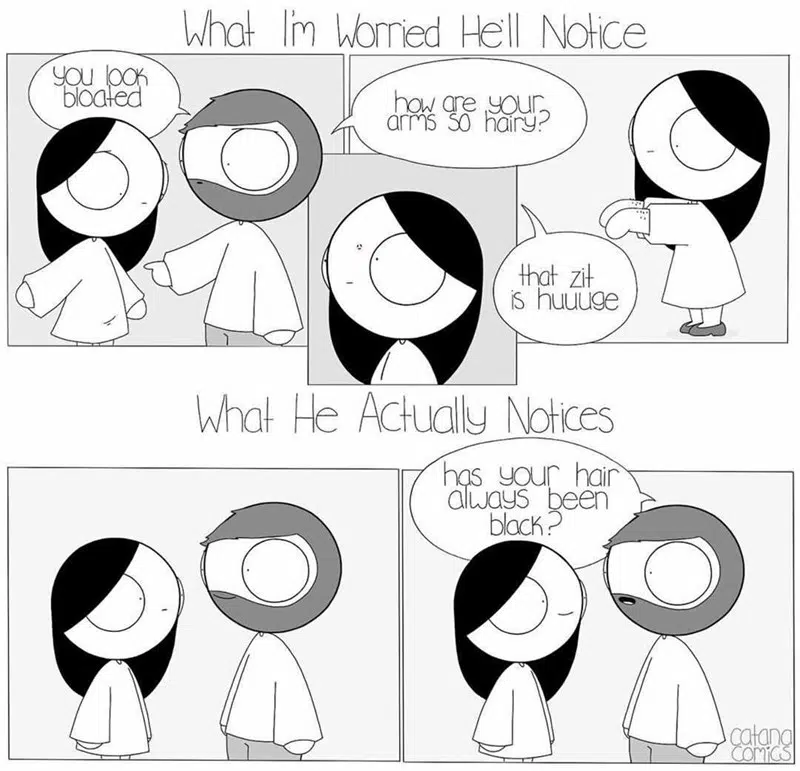 What I'm Worried He'll Notice
you look
bloated
how are your
arms so hairy?
that zit
is huuuge
What He Actually Notices
has your hair
always been
black?
catana
comics